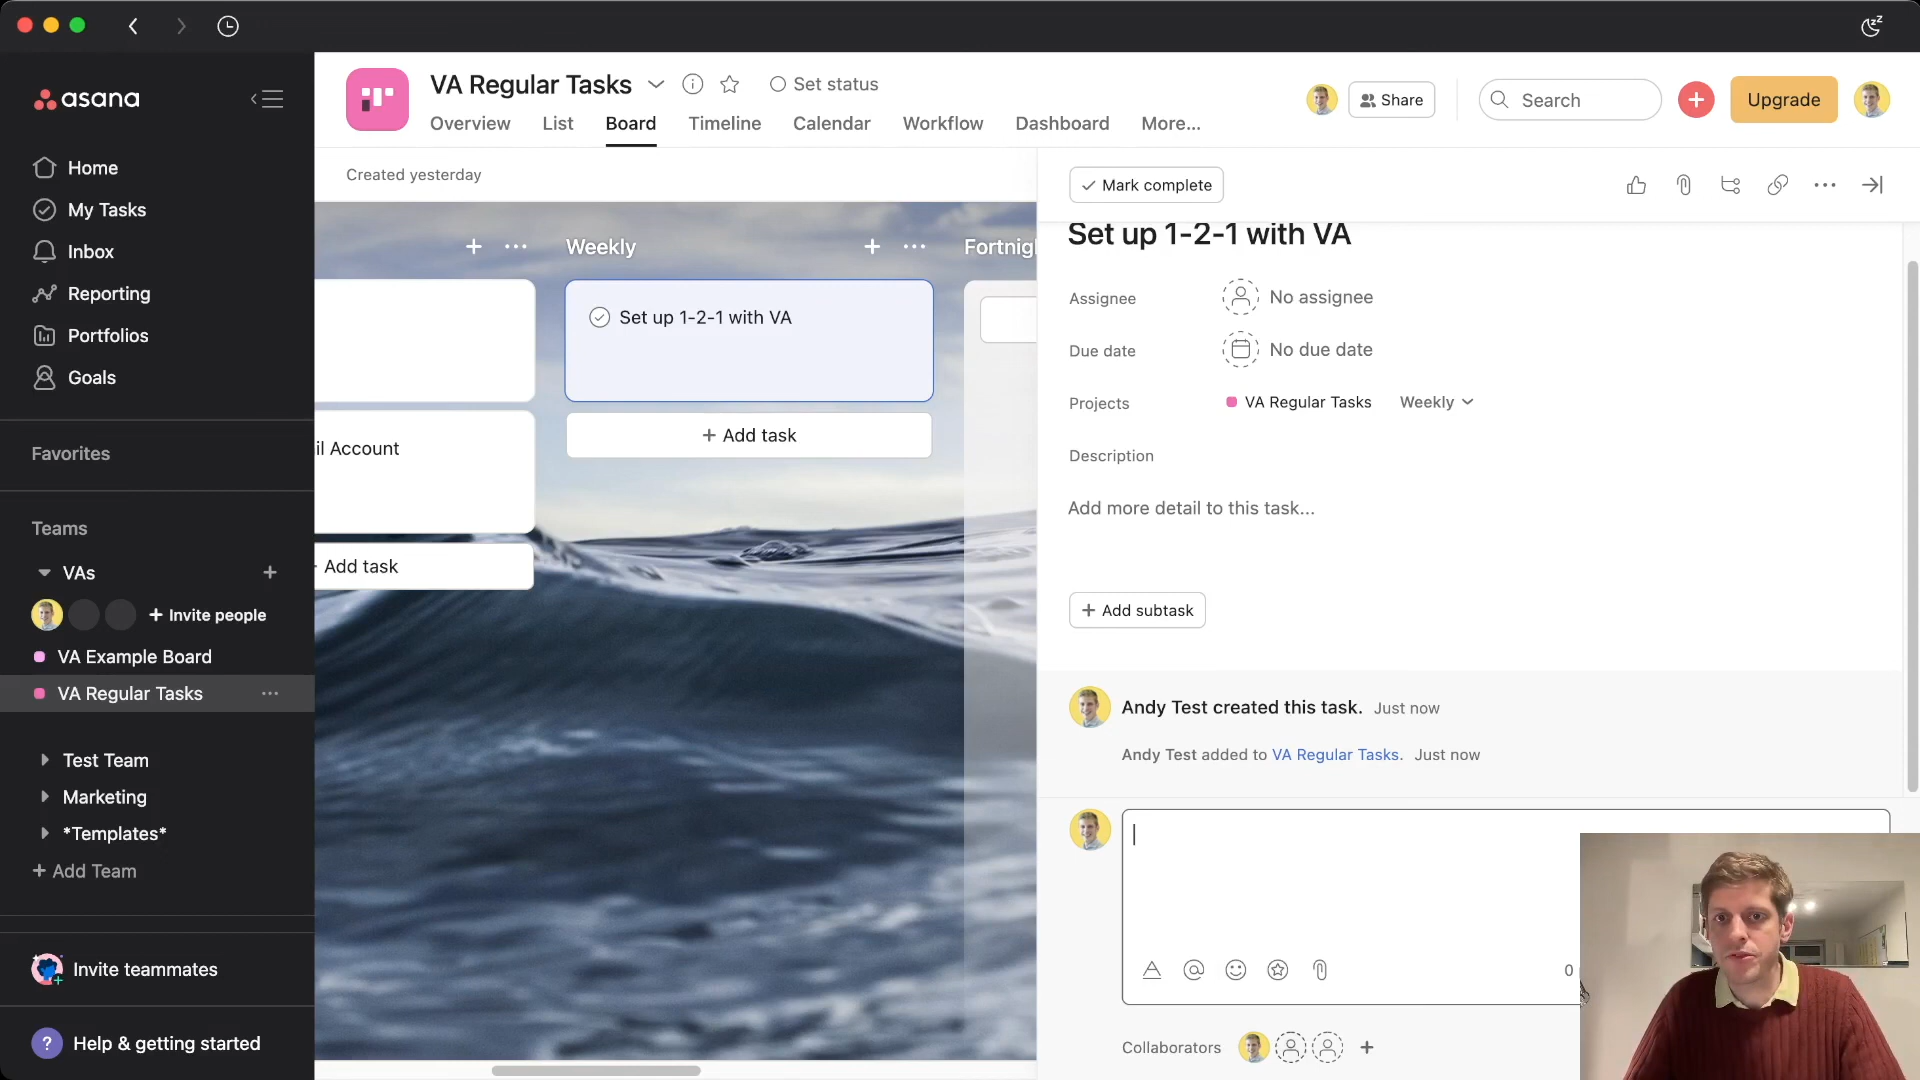 asana
Home
My Tasks
Inbox
Reporting
Portfolios
Goals
Favorites
Teams
VAs
Invite people
VA Example Board
VA Regular Tasks
Test Team
Marketing
*Templates*
+ Add Team
Invite teammates
? Help & getting started
VA Regular Tasks
Set status
Overview List Board Timeline Calendar Workflow Dashboard More...
Share
Search
Upgrade
Created yesterday
il Account
Add task
Weekly
Set up 1-2-1 with VA
+ Add task
Fortnigh
Mark complete
Set up 1-2-1 with VA
Assignee No assignee
Due date No due date
Projects VA Regular Tasks Weekly
Description
Add more detail to this task...
+ Add subtask
Andy Test created this task. Just now
Andy Test added to VA Regular Tasks. Just now
0
Collaborators